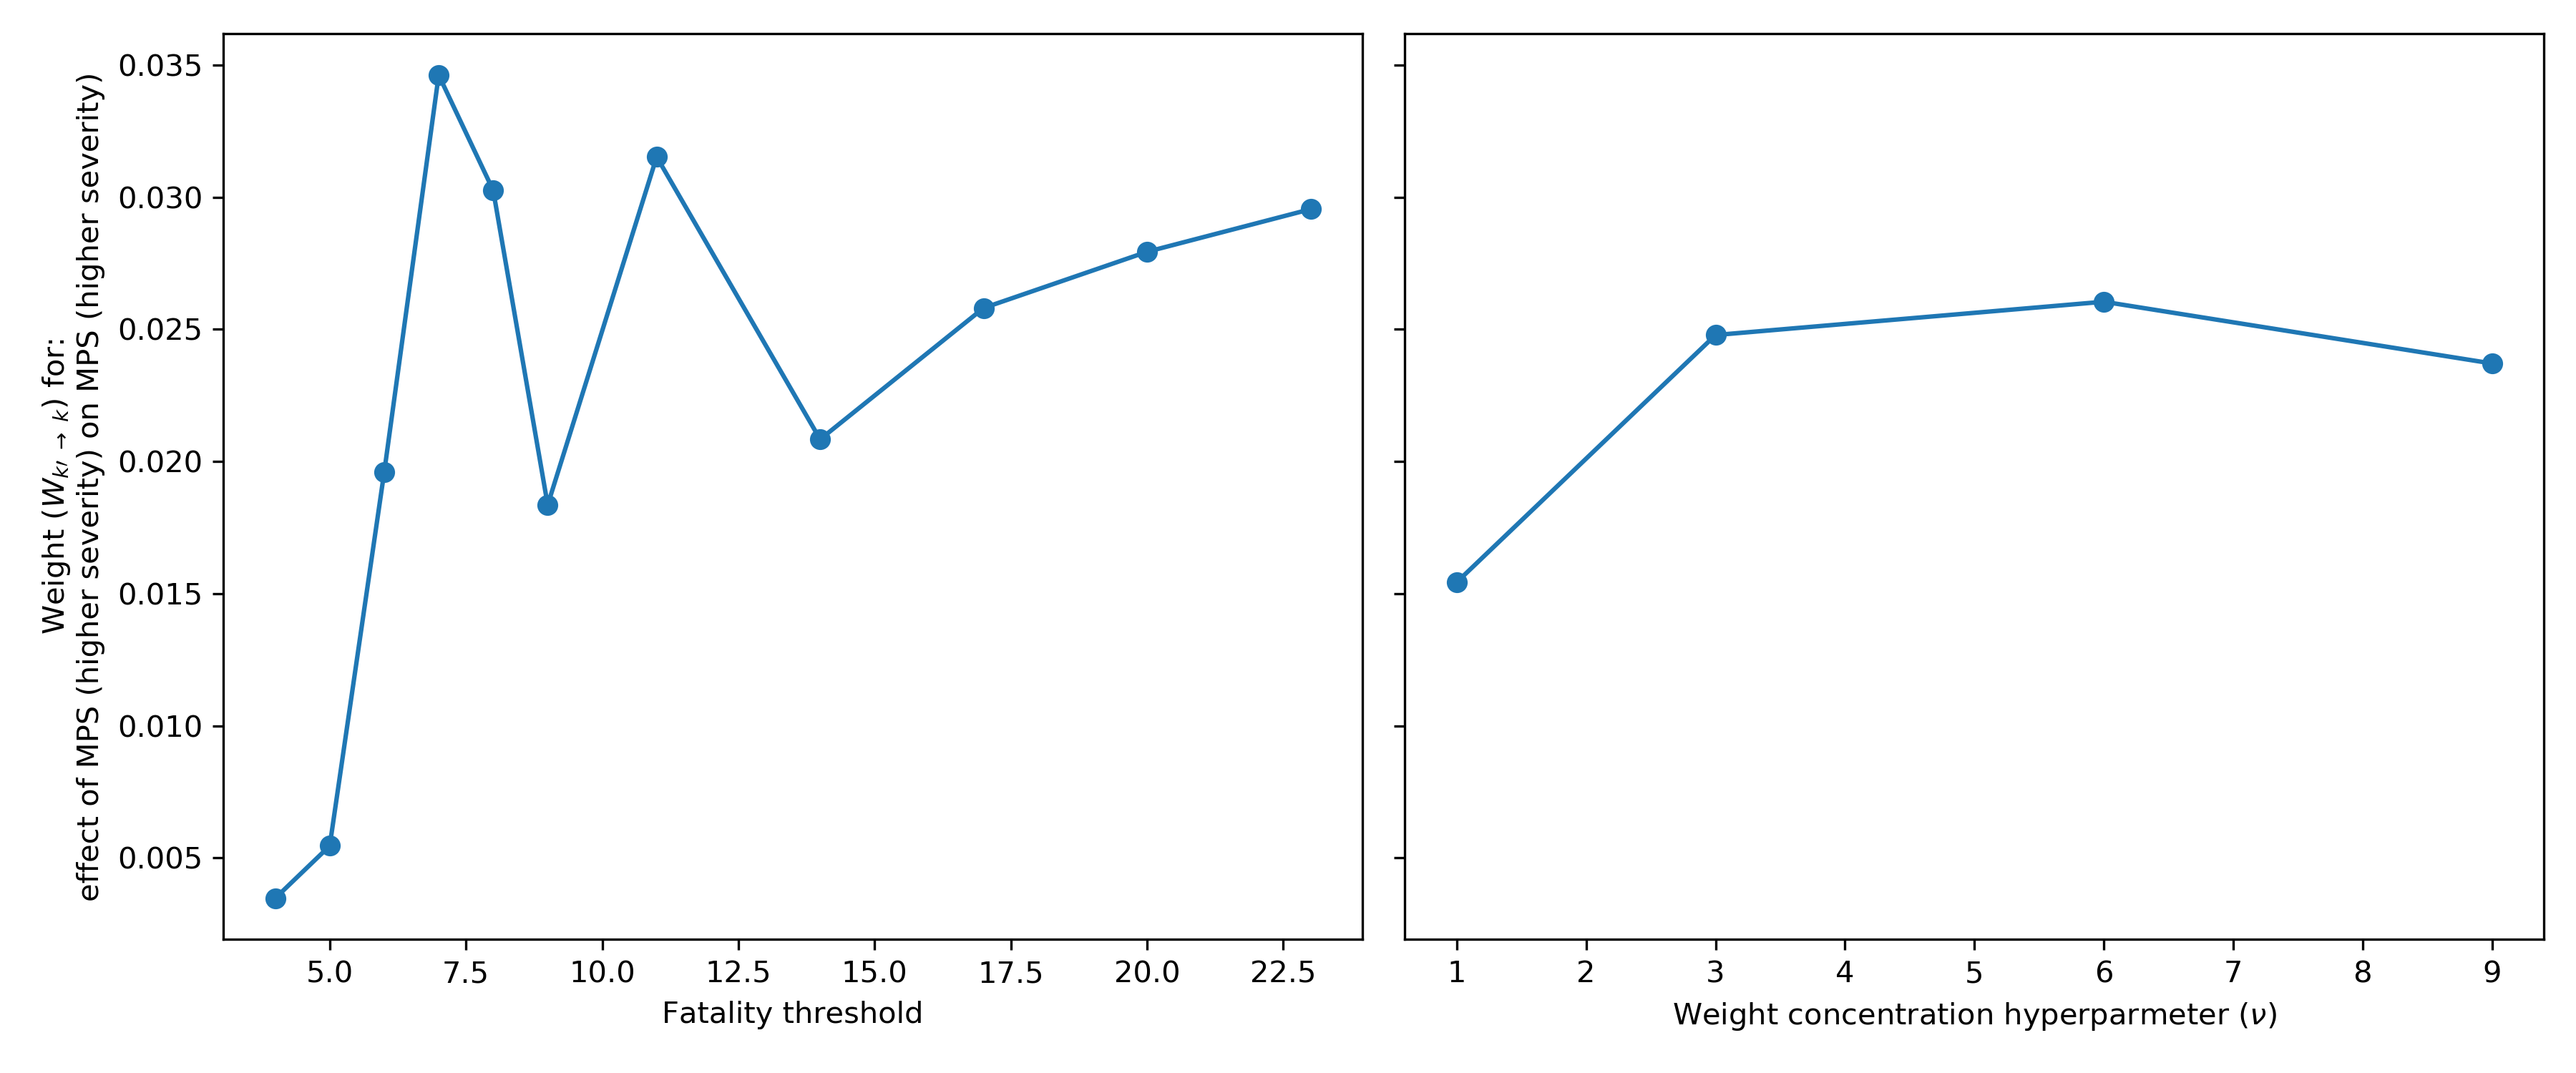 Weight (W_{k′ → k}) for:
effect of MPS (higher severity) on MPS (higher severity)
0.035
0.030
0.025
0.020
0.015
0.010
0.005
5.0 7.5 10.0 12.5 15.0 17.5 20.0 22.5
Fatality threshold
1 2 3 4 5 6 7 8 9
Weight concentration hyperparmeter (ν)